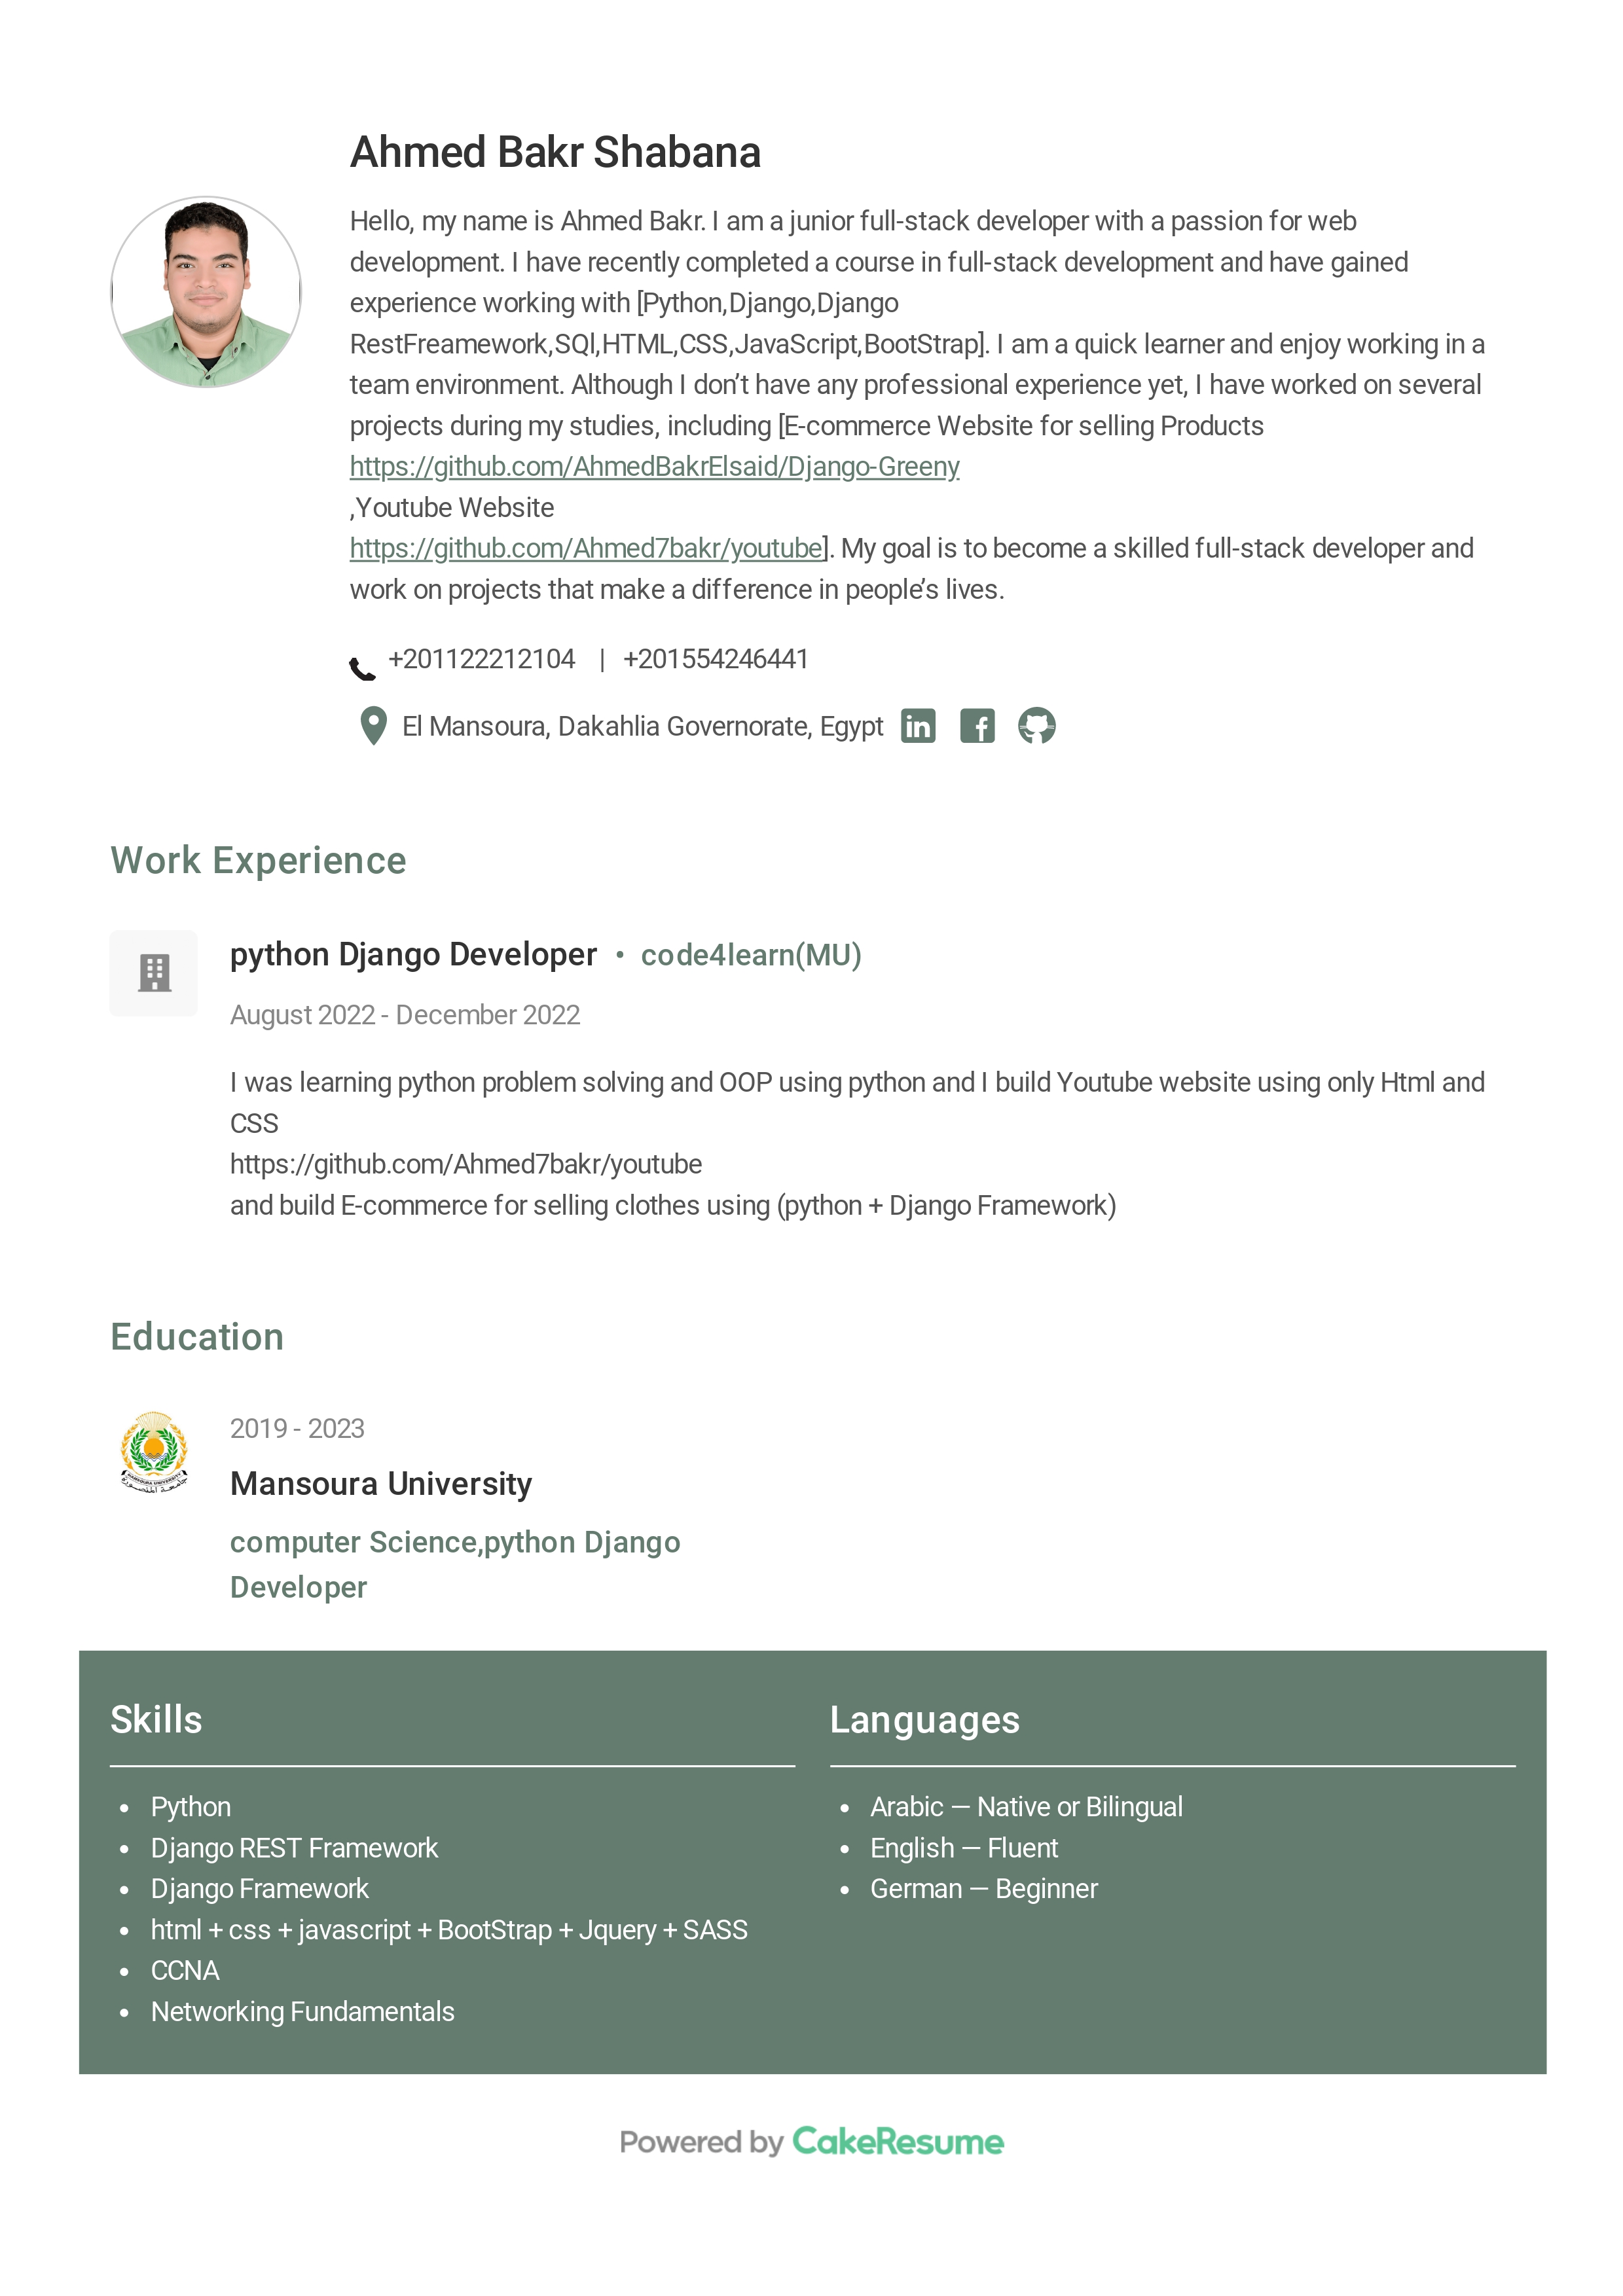 Ahmed Bakr Shabana
Hello, my name is Ahmed Bakr. I am a junior full-stack developer with a passion for web
development. I have recently completed a course in full-stack development and have gained
experience working with [Python,Django,Django
RestFreamework,SQl,HTML,CSS,JavaScript,BootStrap]. I am a quick learner and enjoy working in a
team environment. Although I don’t have any professional experience yet, I have worked on several
projects during my studies, including [E-commerce Website for selling Products
https://github.com/AhmedBakrElsaid/Django-Greeny
,Youtube Website
https://github.com/Ahmed7bakr/youtube]. My goal is to become a skilled full-stack developer and
work on projects that make a difference in people’s lives.
+201122212104 | +201554246441
El Mansoura, Dakahlia Governorate, Egypt
Work Experience
python Django Developer • code4learn(MU)
August 2022 - December 2022
I was learning python problem solving and OOP using python and I build Youtube website using only Html and
CSS
https://github.com/Ahmed7bakr/youtube
and build E-commerce for selling clothes using (python + Django Framework)
Education
MANSOURA UNIVERSITY
جامعة المنصورة
2019 - 2023
Mansoura University
computer Science,python Django
Developer
Skills
• Python
• Django REST Framework
• Django Framework
• html + css + javascript + BootStrap + Jquery + SASS
• CCNA
• Networking Fundamentals
Languages
• Arabic — Native or Bilingual
• English — Fluent
• German — Beginner
Powered by CakeResume